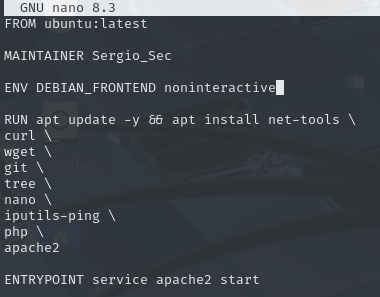 GNU nano 8.3
FROM ubuntu:latest
MAINTAINER Sergio_Sec
ENV DEBIAN_FRONTEND noninteractive
RUN apt update -y && apt install net-tools \
curl \
wget \
git \
tree \
nano \
iputils-ping \
php \
apache2
ENTRYPOINT service apache2 start